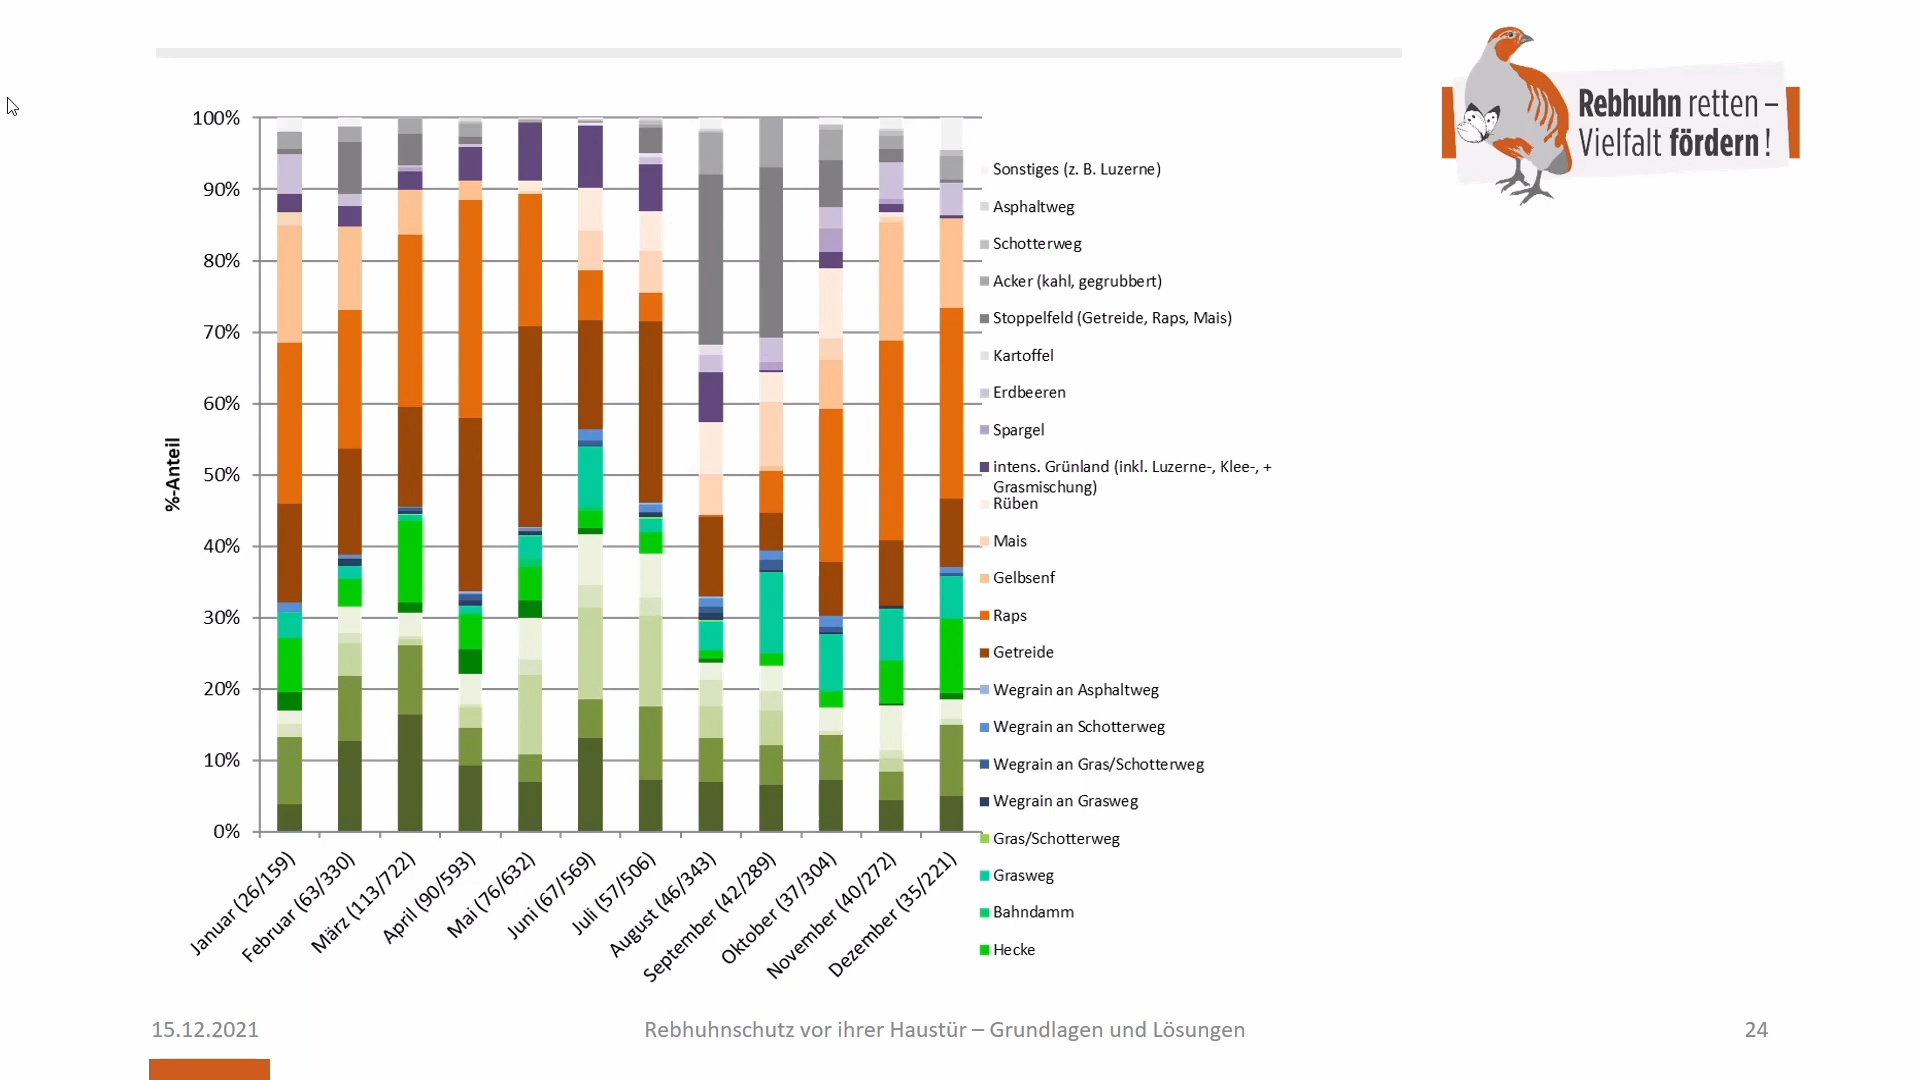 Rebhuhn retten –
Vielfalt fördern !
100%
90%
80%
70%
60%
50%
40%
30%
20%
10%
0%
%-Anteil
Januar (26/159)
Februar (63/330)
März (113/722)
April (90/593)
Mai (76/632)
Juni (67/569)
Juli (57/506)
August (46/343)
September (42/289)
Oktober (37/304)
November (40/272)
Dezember (35/221)
Sonstiges (z. B. Luzerne)
Asphaltweg
Schotterweg
Acker (kahl, gegrubbert)
Stoppelfeld (Getreide, Raps, Mais)
Kartoffel
Erdbeeren
Spargel
intens. Grünland (inkl. Luzerne-, Klee-, +
Grasmischung)
Rüben
Mais
Gelbsenf
Raps
Getreide
Wegrain an Asphaltweg
Wegrain an Schotterweg
Wegrain an Gras/Schotterweg
Wegrain an Grasweg
Gras/Schotterweg
Grasweg
Bahndamm
Hecke
15.12.2021
Rebhuhnschutz vor ihrer Haustür – Grundlagen und Lösungen
24